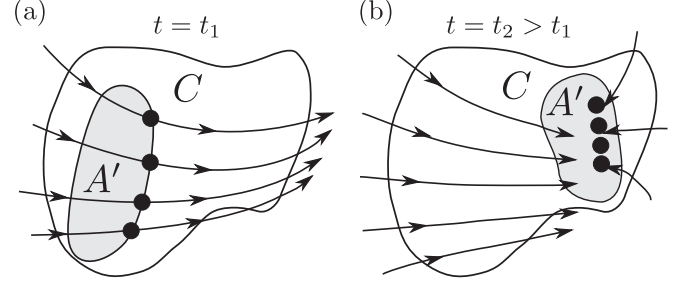 (a)
t = t₁
C
A′
(b)
t = t₂ > t₁
C
A′